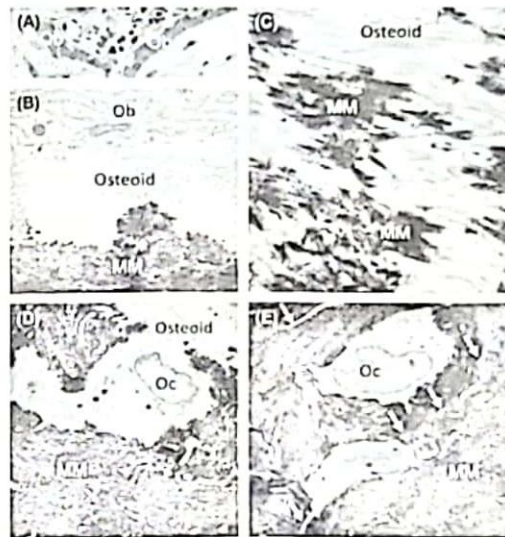 (A)
(B)
Ob
Osteoid
MM
(C)
Osteoid
MM
MM
(D)
Osteoid
Oc
MM
(E)
Oc
MM